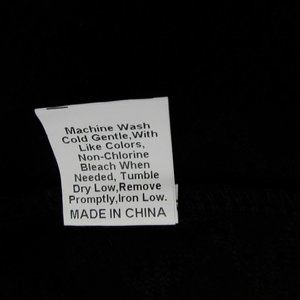 Machine Wash
Cold Gentle,With
Like Colors,
Non-Chlorine
Bleach When
Needed, Tumble
Dry Low,Remove
Promptly,Iron Low.
MADE IN CHINA